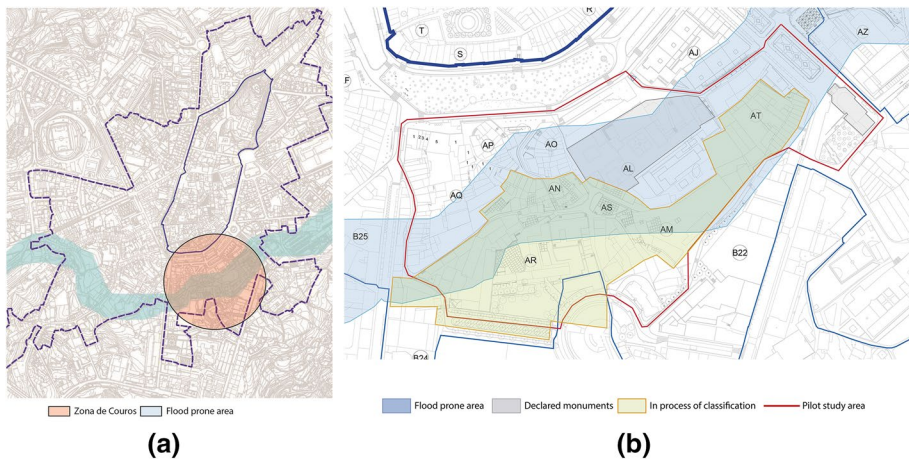 R
T
S
AJ
AZ
F
AP
AO
AT
AL
AQ
AN
AS
AM
B25
AR
B22
B24
Zona de Couros
Flood prone area
(a)
Flood prone area
Declared monuments
In process of classification
Pilot study area
(b)